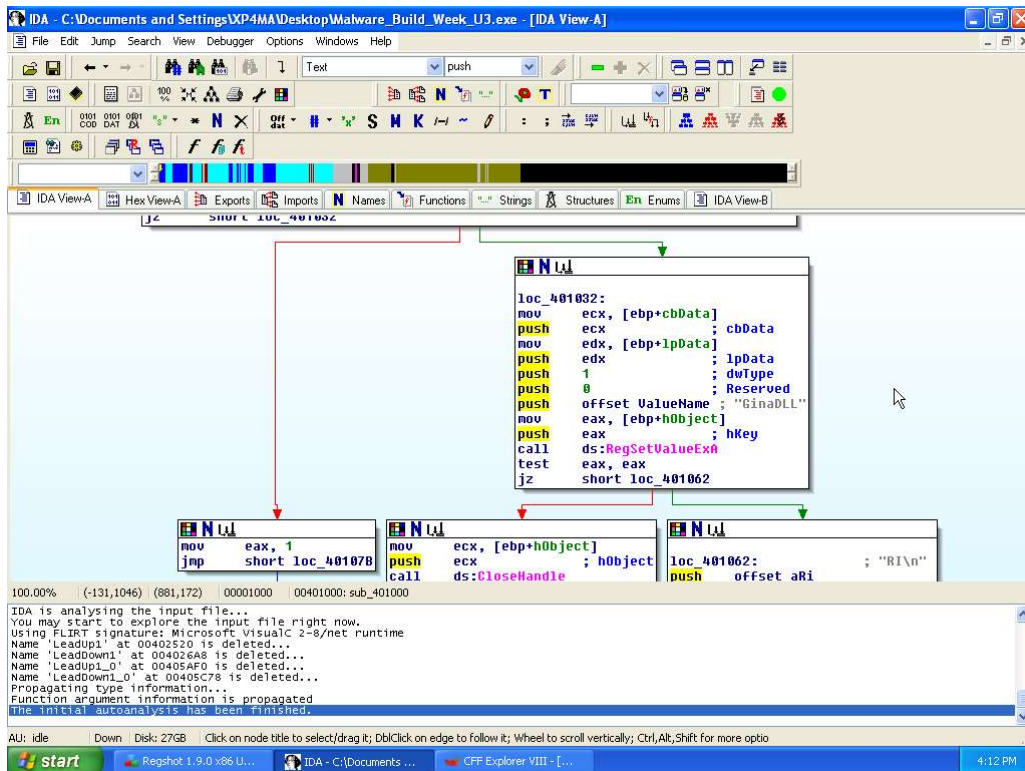 IDA - C:\Documents and Settings\XP4MA\Desktop\Malware_Build_Week_U3.exe - [IDA View-A]
File Edit Jump Search View Debugger Options Windows Help
Text push
En
IDA View-A Hex View-A Exports Imports N Names Functions Strings Structures En Enums IDA View-B
jz short loc_401032
loc_401032:
mov ecx, [ebp+cbData]
push ecx ; cbData
mov edx, [ebp+lpData]
push edx ; lpData
push 1 ; dwType
push 0 ; Reserved
push offset ValueName ; "GinaDLL"
mov eax, [ebp+hObject]
push eax ; hKey
call ds:RegSetValueExA
test eax, eax
jz short loc_401062
mov eax, 1
jmp short loc_40107B
mov ecx, [ebp+hObject]
push ecx ; hObject
call ds:CloseHandle
loc_401062: ; "RI\n"
push offset aRi
100.00% (-131,1046) (881,172) 00001000 00401000: sub_401000
IDA is analysing the input file...
You may start to explore the input file right now.
Using FLIRT signature: Microsoft VisualC 2-8/net runtime
Name 'LeadUp1' at 00402520 is deleted...
Name 'LeadDown1' at 004026A8 is deleted...
Name 'LeadUp1_0' at 00405AF0 is deleted...
Name 'LeadDown1_0' at 00405C78 is deleted...
Propagating type information...
Function argument information is propagated
The initial autoanalysis has been finished.
AU: idle Down Disk: 27GB Click on node title to select/drag it; DblClick on edge to follow it; Wheel to scroll vertically; Ctrl,Alt,Shift for more optio
start Regshot 1.9.0 x86 U... IDA - C:\Documents ... CFF Explorer VIII - [... 4:12 PM